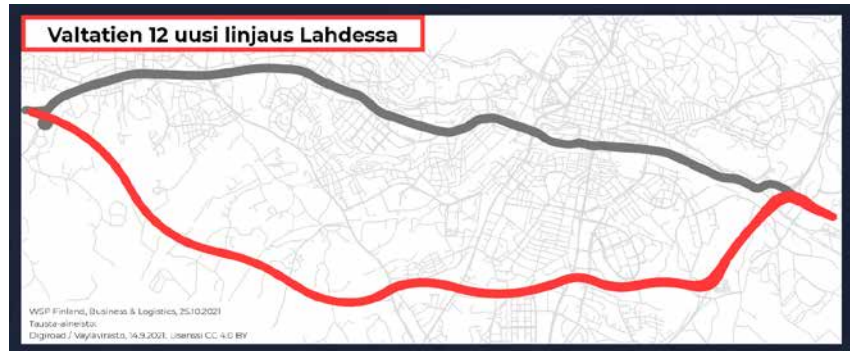 Valtatien 12 uusi linjaus Lahdessa
WSP Finland, Business & Logistics, 25.10.2021
Tausta-aineisto:
Digiroad / Väylävirasto, 14.9.2021, Lisenssi CC 4.0 BY